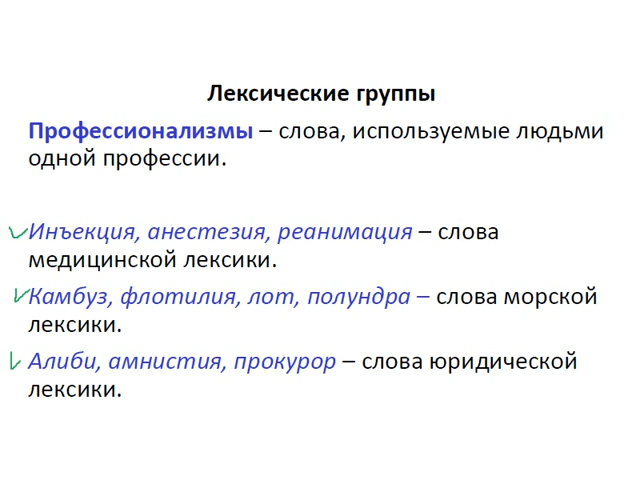 Лексические группы
Профессионализмы – слова, используемые людьми
одной профессии.
Инъекция, анестезия, реанимация – слова
медицинской лексики.
Камбуз, флотилия, лот, полундра – слова морской
лексики.
Алиби, амнистия, прокурор – слова юридической
лексики.